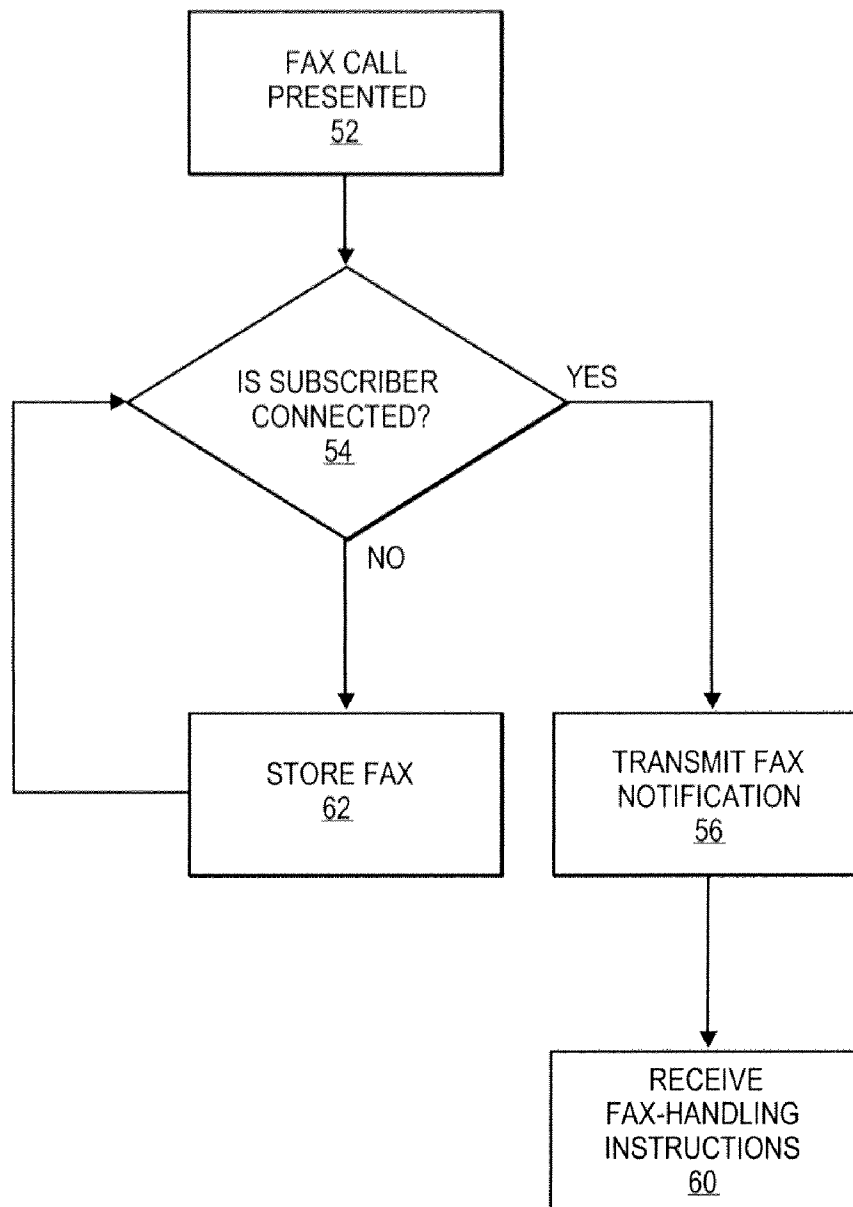 FAX CALL
PRESENTED
52
IS SUBSCRIBER
CONNECTED?
54
YES
NO
STORE FAX
62
TRANSMIT FAX
NOTIFICATION
56
RECEIVE
FAX-HANDLING
INSTRUCTIONS
60